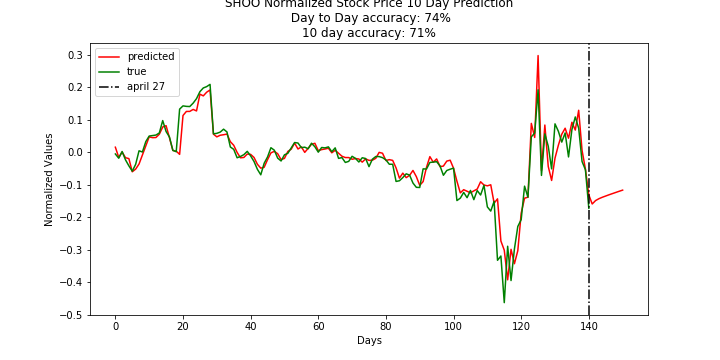 SHOO Normalized Stock Price 10 Day Prediction
Day to Day accuracy: 74%
10 day accuracy: 71%
predicted
true
april 27
Normalized Values
0.3
0.2
0.1
0.0
−0.1
−0.2
−0.3
−0.4
−0.5
0 20 40 60 80 100 120 140
Days